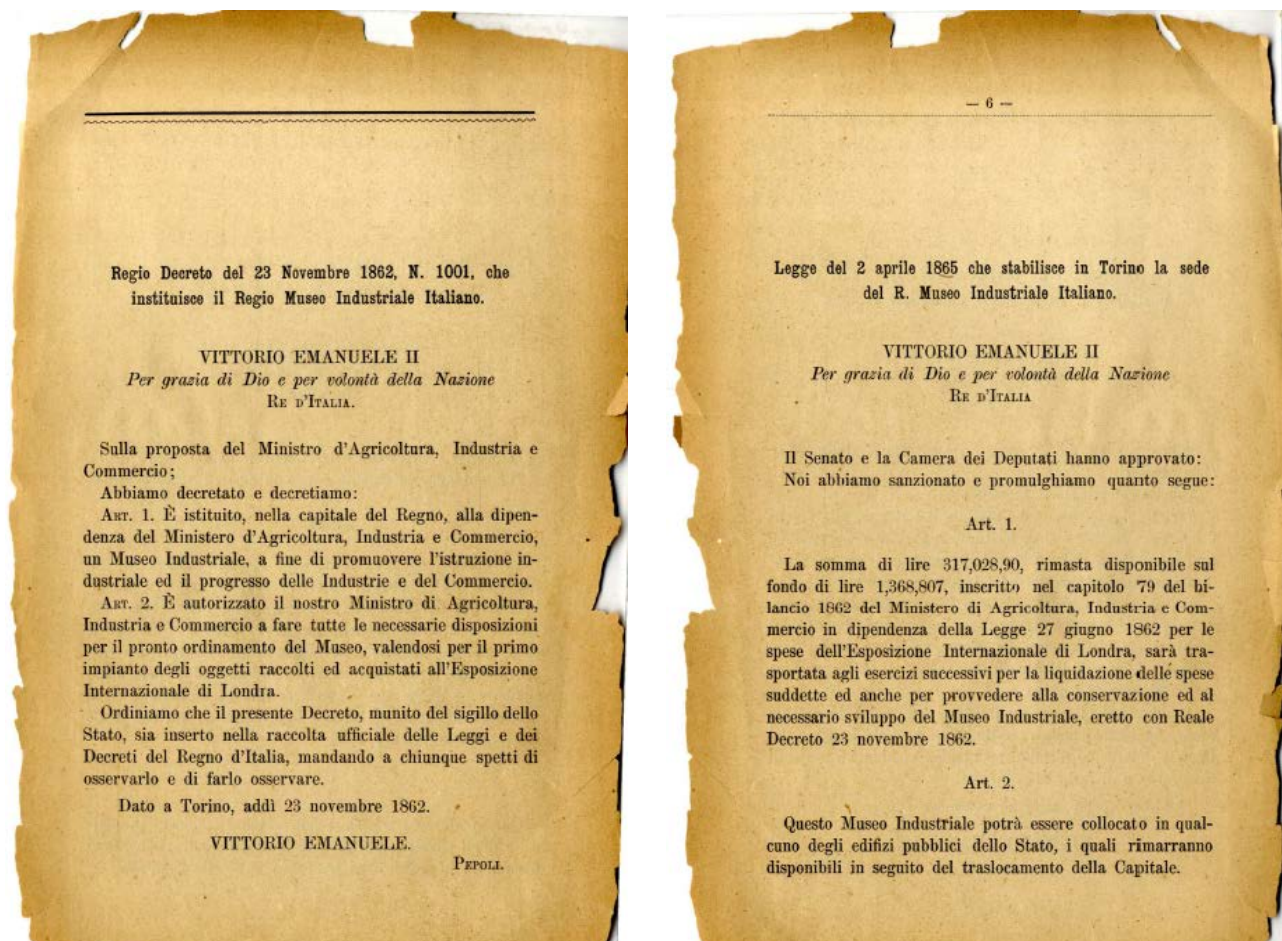 Regio Decreto del 23 Novembre 1862, N. 1001, che
instituisce il Regio Museo Industriale Italiano.
VITTORIO EMANUELE II
Per grazia di Dio e per volontà della Nazione
RE D'ITALIA.
Sulla proposta del Ministro d'Agricoltura, Industria e
Commercio;
Abbiamo decretato e decretiamo:
ART. 1. È istituito, nella capitale del Regno, alla dipen-
denza del Ministero d'Agricoltura, Industria e Commercio,
un Museo Industriale, a fine di promuovere l'istruzione in-
dustriale ed il progresso delle Industrie e del Commercio.
ART. 2. È autorizzato il nostro Ministro di Agricoltura,
Industria e Commercio a fare tutte le necessarie disposizioni
per il pronto ordinamento del Museo, valendosi per il primo
impianto degli oggetti raccolti ed acquistati all'Esposizione
Internazionale di Londra.
Ordiniamo che il presente Decreto, munito del sigillo dello
Stato, sia inserto nella raccolta ufficiale delle Leggi e dei
Decreti del Regno d'Italia, mandando a chiunque spetti di
osservarlo e di farlo osservare.
Dato a Torino, addì 23 novembre 1862.
VITTORIO EMANUELE.
PEPOLI.
— 6 —
Legge del 2 aprile 1865 che stabilisce in Torino la sede
del R. Museo Industriale Italiano.
VITTORIO EMANUELE II
Per grazia di Dio e per volontà della Nazione
RE D'ITALIA
Il Senato e la Camera dei Deputati hanno approvato:
Noi abbiamo sanzionato e promulghiamo quanto segue:
Art. 1.
La somma di lire 317,028,90, rimasta disponibile sul
fondo di lire 1,368,807, inscritto nel capitolo 79 del bi-
lancio 1862 del Ministero di Agricoltura, Industria e Com-
mercio in dipendenza della Legge 27 giugno 1862 per le
spese dell'Esposizione Internazionale di Londra, sarà tra-
sportata agli esercizi successivi per la liquidazione delle spese
suddette ed anche per provvedere alla conservazione ed al
necessario sviluppo del Museo Industriale, eretto con Reale
Decreto 23 novembre 1862.
Art. 2.
Questo Museo Industriale potrà essere collocato in qual-
cuno degli edifizi pubblici dello Stato, i quali rimarranno
disponibili in seguito del traslocamento della Capitale.